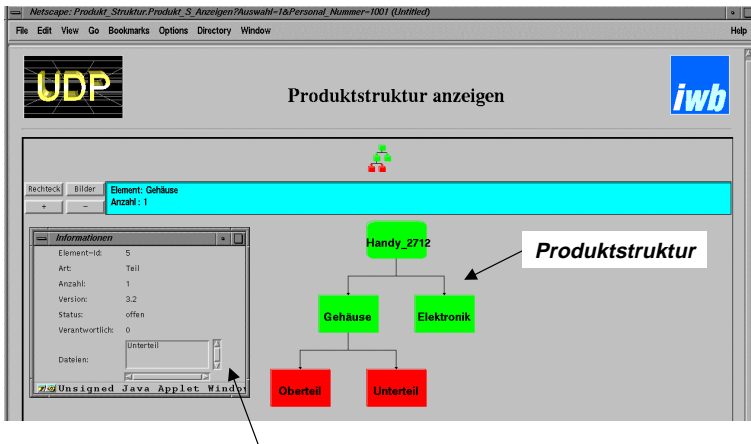 Netscape: Produkt_Struktur.Produkt_S_Anzeigen?Auswahl=1&Personal_Nummer=1001 (Untitled)
File Edit View Go Bookmarks Options Directory Window Help
UDP
Produktstruktur anzeigen
iwb
Rechteck Bilder
Element: Gehäuse
+ -
Anzahl : 1
Informationen
Element-Id: 5
Art: Teil
Anzahl: 1
Version: 3.2
Status: offen
Verantwortlich: 0
Dateien: Unterteil
Unsigned Java Applet Window
Handy_2712
Produktstruktur
Gehäuse Elektronik
Oberteil Unterteil